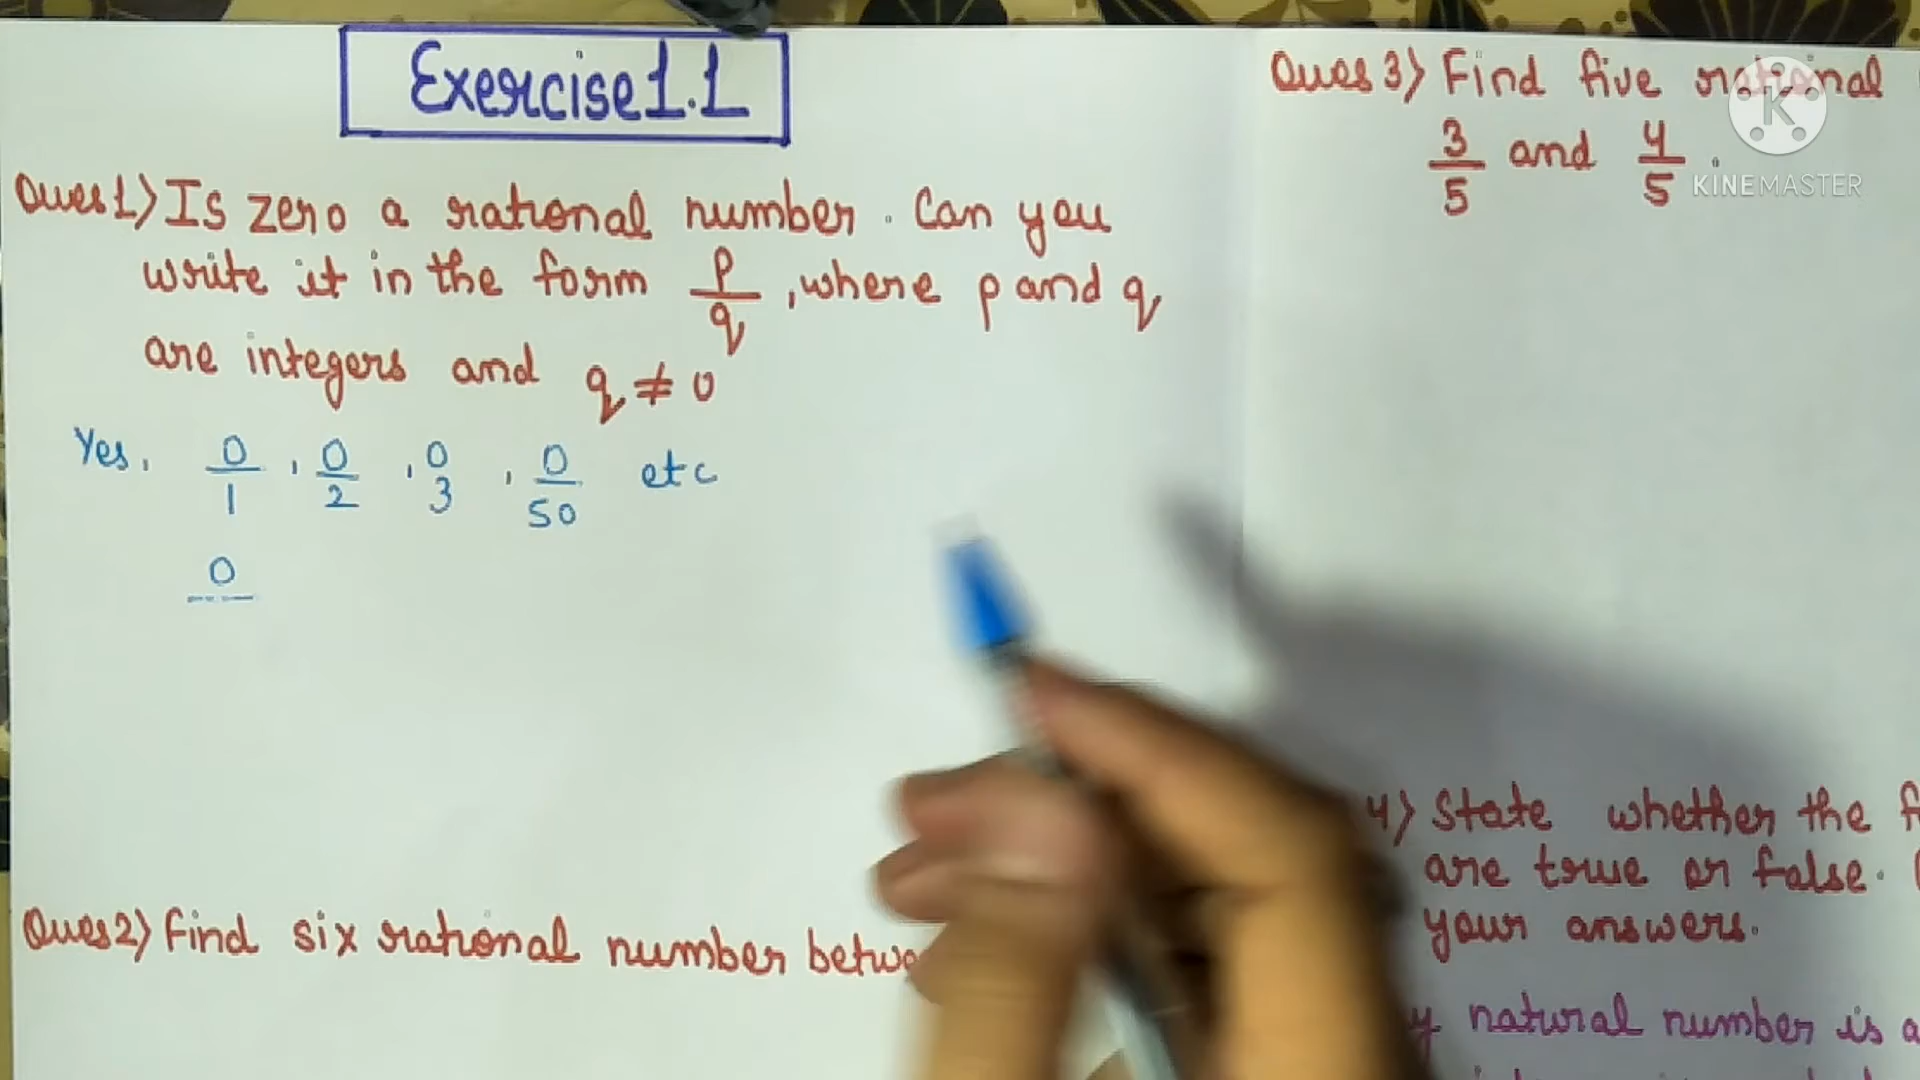 Exercise 1.1
Ques 1) Is zero a rational number. Can you
write it in the form p/q, where p and q
are integers and q ≠ 0
Yes, 0/1, 0/2, 0/3, 0/50 etc
0
Ques 2) Find six rational number
Ques 3) Find five rational
3/5 and 4/5.
4) State whether the
are true or false.
your answers.
natural number is a
KINEMASTER